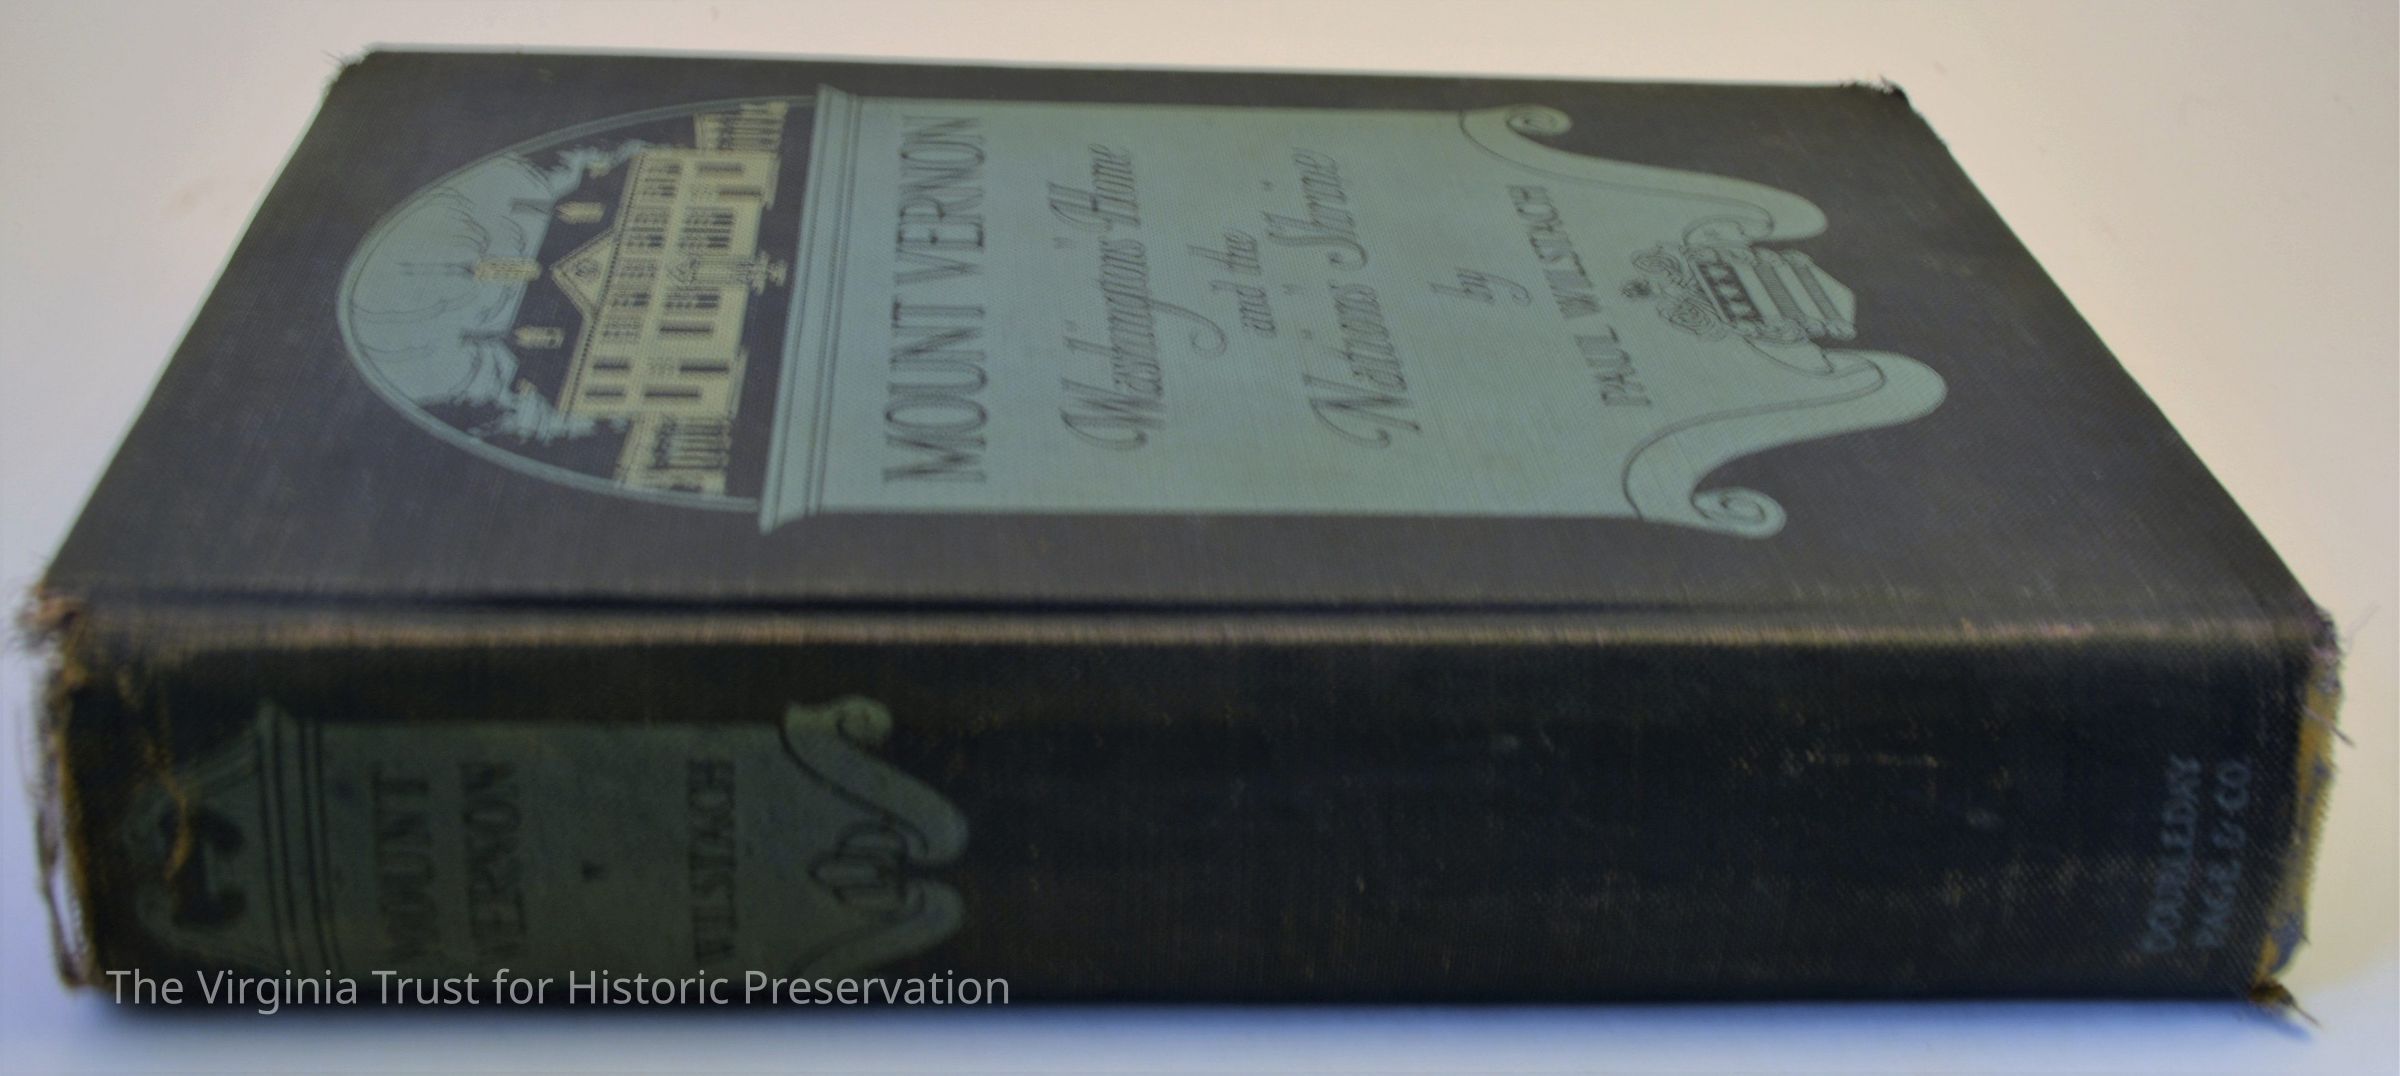 MOUNT VERNON
Washington's Home
and the
Nation's Shrine
by
PAUL WILSTACH
MOUNT
VERNON
WILSTACH
DOUBLEDAY
PAGE & CO
The Virginia Trust for Historic Preservation